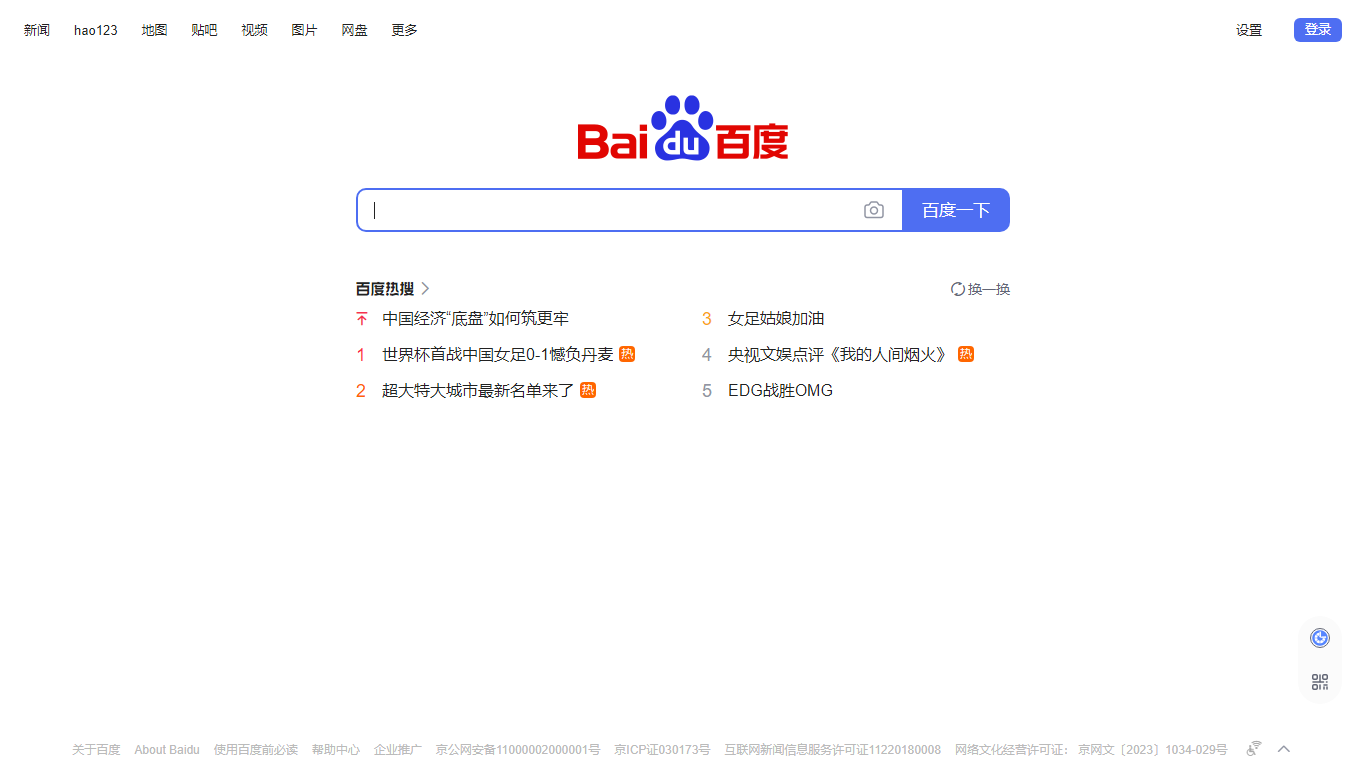 新闻 hao123 地图 贴吧 视频 图片 网盘 更多 设置 登录
Bai du 百度
百度一下
百度热搜 换一换
中国经济“底盘”如何筑更牢
1 世界杯首战中国女足0-1憾负丹麦 热
2 超大特大城市最新名单来了 热
3 女足姑娘加油
4 央视文娱点评《我的人间烟火》 热
5 EDG战胜OMG
关于百度 About Baidu 使用百度前必读 帮助中心 企业推广 京公网安备11000002000001号 京ICP证030173号 互联网新闻信息服务许可证11220180008 网络文化经营许可证： 京网文〔2023〕1034-029号